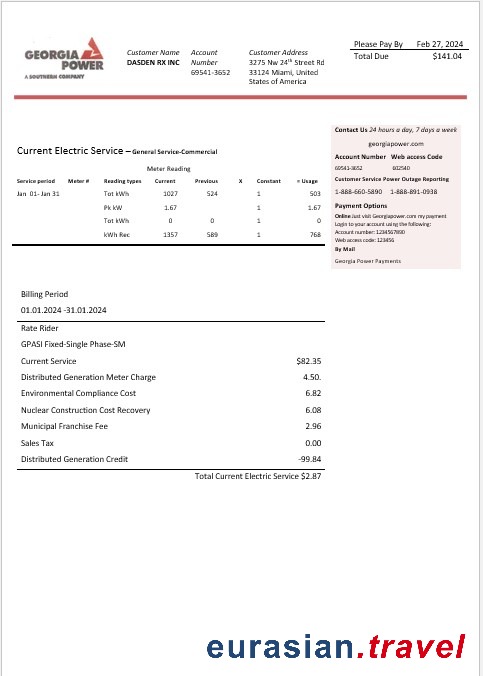 GEORGIA
POWER
A SOUTHERN COMPANY
Customer Name
DASDEN RX INC
Account
Number
69541-3652
Customer Address
3275 Nw 24th Street Rd
33124 Miami, United
States of America
Please Pay By Feb 27, 2024
Total Due $141.04
Contact Us 24 hours a day, 7 days a week
georgiapower.com
Account Number Web access Code
69541-3652 602540
Customer Service Power Outage Reporting
1-888-660-5890 1-888-891-0938
Payment Options
Online Just visit Georgiapower.com my payment
Login to your account using the following:
Account number: 1234567890
Web access code: 123456
By Mail
Georgia Power Payments
Current Electric Service – General Service-Commercial
Meter Reading
Service period Meter # Reading types Current Previous X Constant = Usage
Jan 01- Jan 31 Tot kWh 1027 524 1 503
Pk kW 1.67 1 1.67
Tot kWh 0 0 1 0
kWh Rec 1357 589 1 768
Billing Period
01.01.2024 -31.01.2024
Rate Rider
GPASI Fixed-Single Phase-SM
Current Service $82.35
Distributed Generation Meter Charge 4.50.
Environmental Compliance Cost 6.82
Nuclear Construction Cost Recovery 6.08
Municipal Franchise Fee 2.96
Sales Tax 0.00
Distributed Generation Credit -99.84
Total Current Electric Service $2.87
eurasian.travel